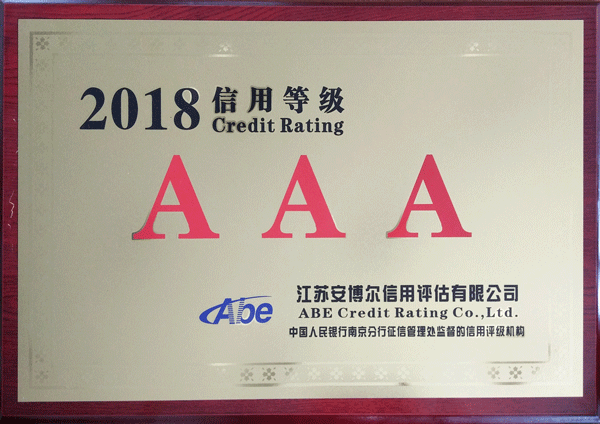 2018 信用等级
Credit Rating
A A A
Abe
江苏安博尔信用评估有限公司
ABE Credit Rating Co.,Ltd.
中国人民银行南京分行征信管理处监督的信用评级机构